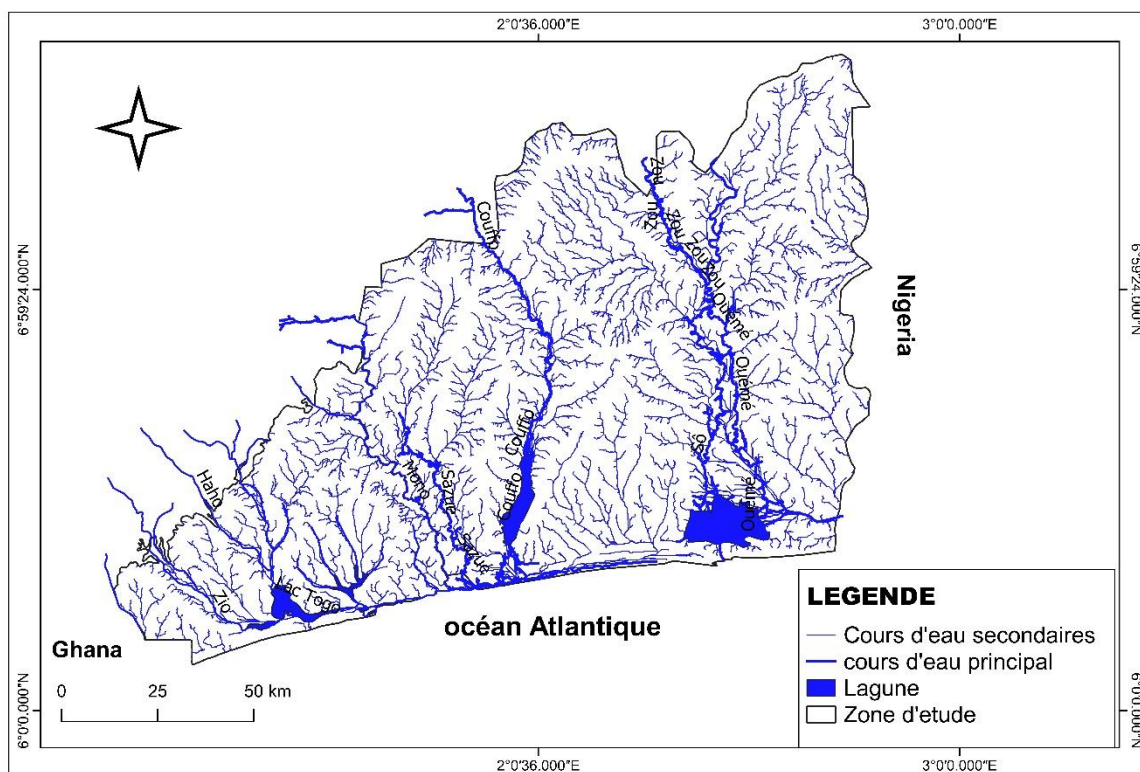 2°0'36.000"E
3°0'0.000"E
6°59'24.000"N
6°59'24.000"N
Zou
Zou
Zou
Zou
Zou
Couffo
Ouémé
Ouémé
Nigeria
Couffo
Sô
Mono
Sazué
Couffo
Haho
Ouémé
Sazué
Lac Togo
Zio
océan Atlantique
Ghana
0 25 50 km
LEGENDE
Cours d'eau secondaires
cours d'eau principal
Lagune
Zone d'etude
6°0'0.000"N
6°0'0.000"N
2°0'36.000"E
3°0'0.000"E